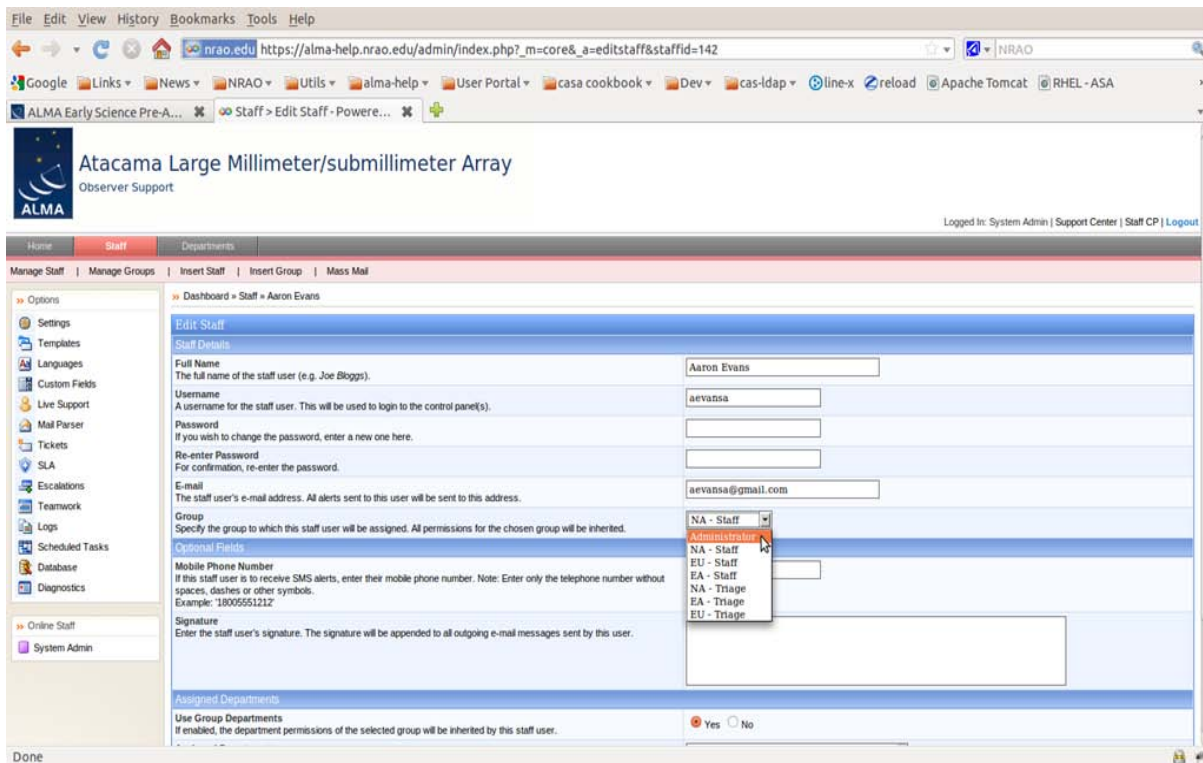 File Edit View History Bookmarks Tools Help
nrao.edu https://alma-help.nrao.edu/admin/index.php?_m=core&_a=editstaff&staffid=142
NRAO
Google Links News NRAO Utils alma-help User Portal casa cookbook Dev cas-ldap line-x reload Apache Tomcat RHEL - ASA
ALMA Early Science Pre-A... Staff > Edit Staff - Powere...
ALMA
Atacama Large Millimeter/submillimeter Array
Observer Support
Logged In: System Admin | Support Center | Staff CP | Logout
Home Staff Departments
Manage Staff | Manage Groups | Insert Staff | Insert Group | Mass Mail
» Options
Settings
Templates
Languages
Custom Fields
Live Support
Mail Parser
Tickets
SLA
Escalations
Teamwork
Logs
Scheduled Tasks
Database
Diagnostics
» Online Staff
System Admin
» Dashboard » Staff » Aaron Evans
Edit Staff
Staff Details
Full Name
The full name of the staff user (e.g. Joe Bloggs).
Aaron Evans
Username
A username for the staff user. This will be used to login to the control panel(s).
aevansa
Password
If you wish to change the password, enter a new one here.
Re-enter Password
For confirmation, re-enter the password.
E-mail
The staff user's e-mail address. All alerts sent to this user will be sent to this address.
aevansa@gmail.com
Group
Specify the group to which this staff user will be assigned. All permissions for the chosen group will be inherited.
NA - Staff
Administrator
NA - Staff
EU - Staff
EA - Staff
NA - Triage
EA - Triage
EU - Triage
Optional Fields
Mobile Phone Number
If this staff user is to receive SMS alerts, enter their mobile phone number. Note: Enter only the telephone number without
spaces, dashes or other symbols.
Example: '18005551212'
Signature
Enter the staff user's signature. The signature will be appended to all outgoing e-mail messages sent by this user.
Assigned Departments
Use Group Departments
If enabled, the department permissions of the selected group will be inherited by this staff user.
Yes No
Done